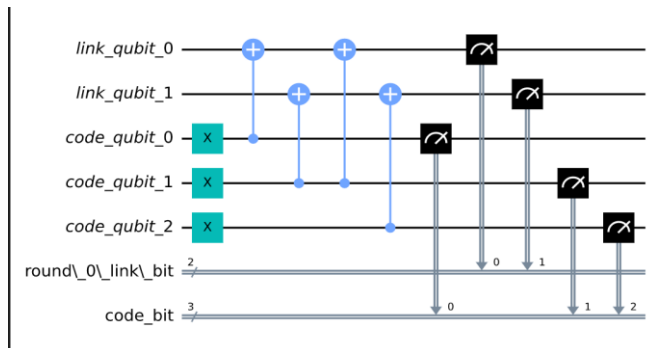 link_qubit_0
link_qubit_1
code_qubit_0 X
code_qubit_1 X
code_qubit_2 X
round\_0\_link\_bit 2 0 1
code_bit 3 0 1 2